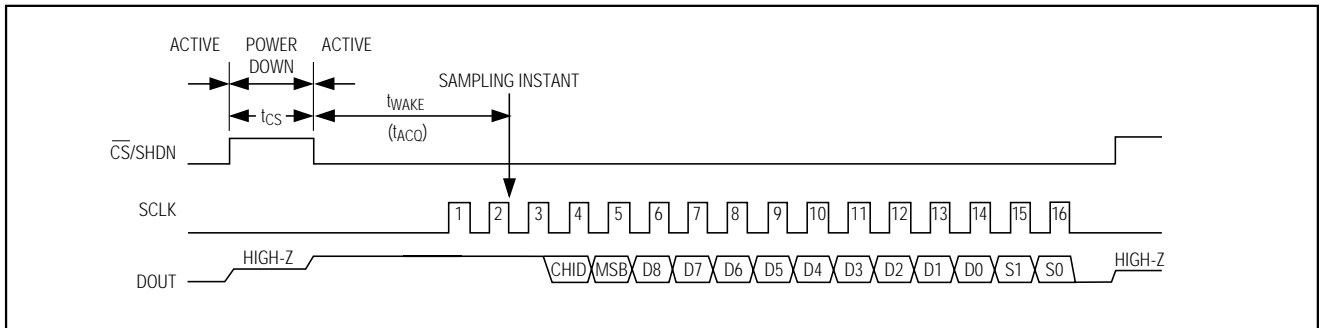 ACTIVE POWER DOWN ACTIVE
SAMPLING INSTANT
tCS
tWAKE
(tACQ)
C̅S̅/SHDN
SCLK
1 2 3 4 5 6 7 8 9 10 11 12 13 14 15 16
DOUT
HIGH-Z
CHID MSB D8 D7 D6 D5 D4 D3 D2 D1 D0 S1 S0
HIGH-Z